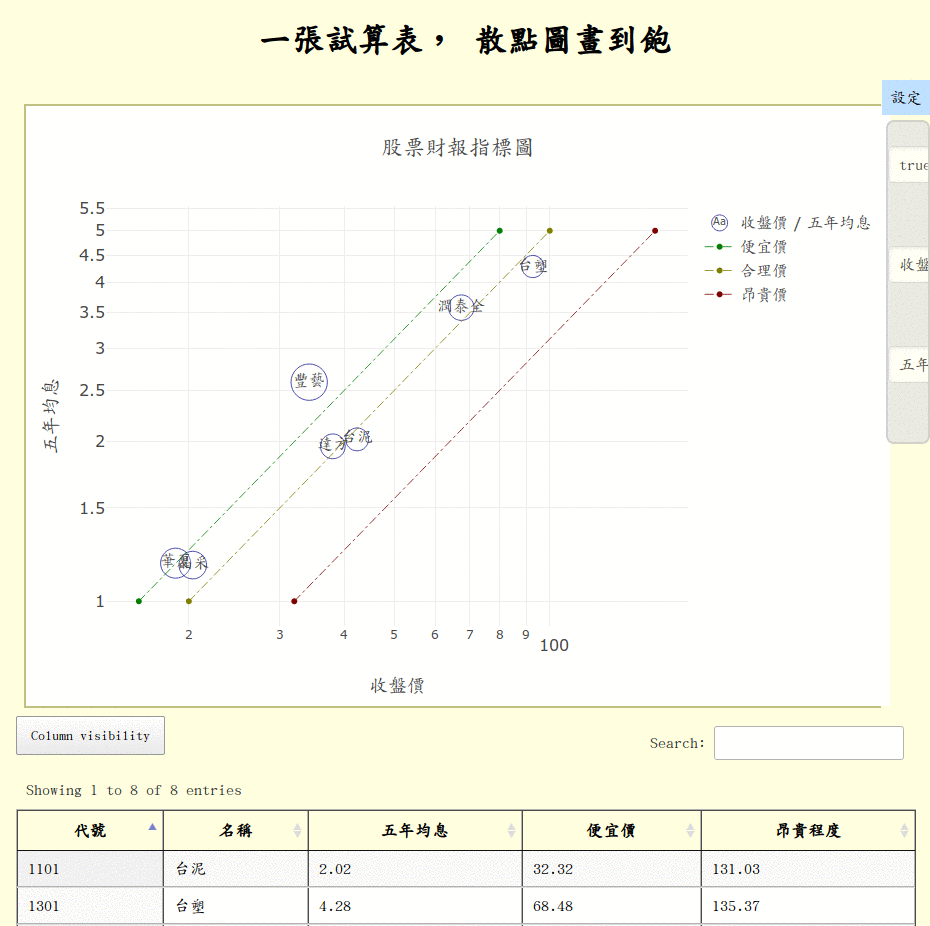 一張試算表， 散點圖畫到飽
設定
股票財報指標圖
true
收盤
五年
5.5
5
4.5
4
3.5
3
2.5
2
1.5
1
五年均息
台塑
潤泰全
豐藝
達方
台泥
Aa 收盤價 / 五年均息
便宜價
合理價
昂貴價
2 3 4 5 6 7 8 9 100
收盤價
Column visibility
Search:
Showing 1 to 8 of 8 entries
代號 名稱 五年均息 便宜價 昂貴程度
1101 台泥 2.02 32.32 131.03
1301 台塑 4.28 68.48 135.37